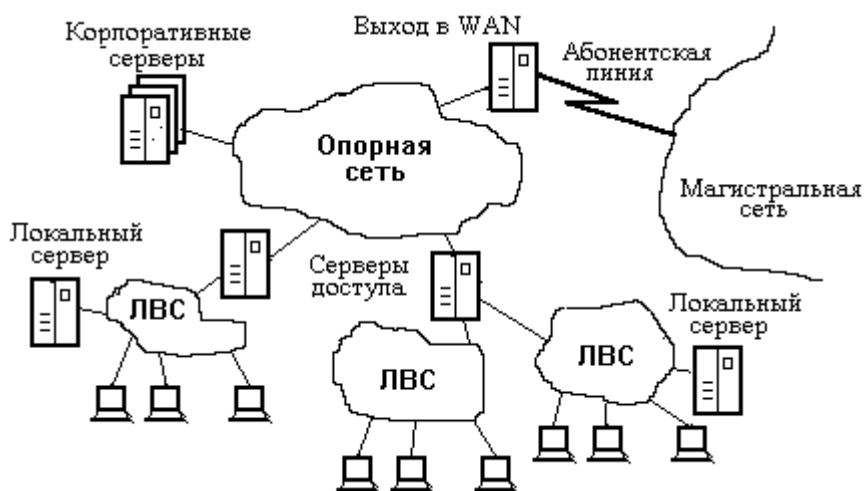 Корпоративные
серверы
Выход в WAN
Абонентская
линия
Опорная
сеть
Магистральная
сеть
Локальный
сервер
Серверы
доступа
Локальный
сервер
ЛВС
ЛВС
ЛВС